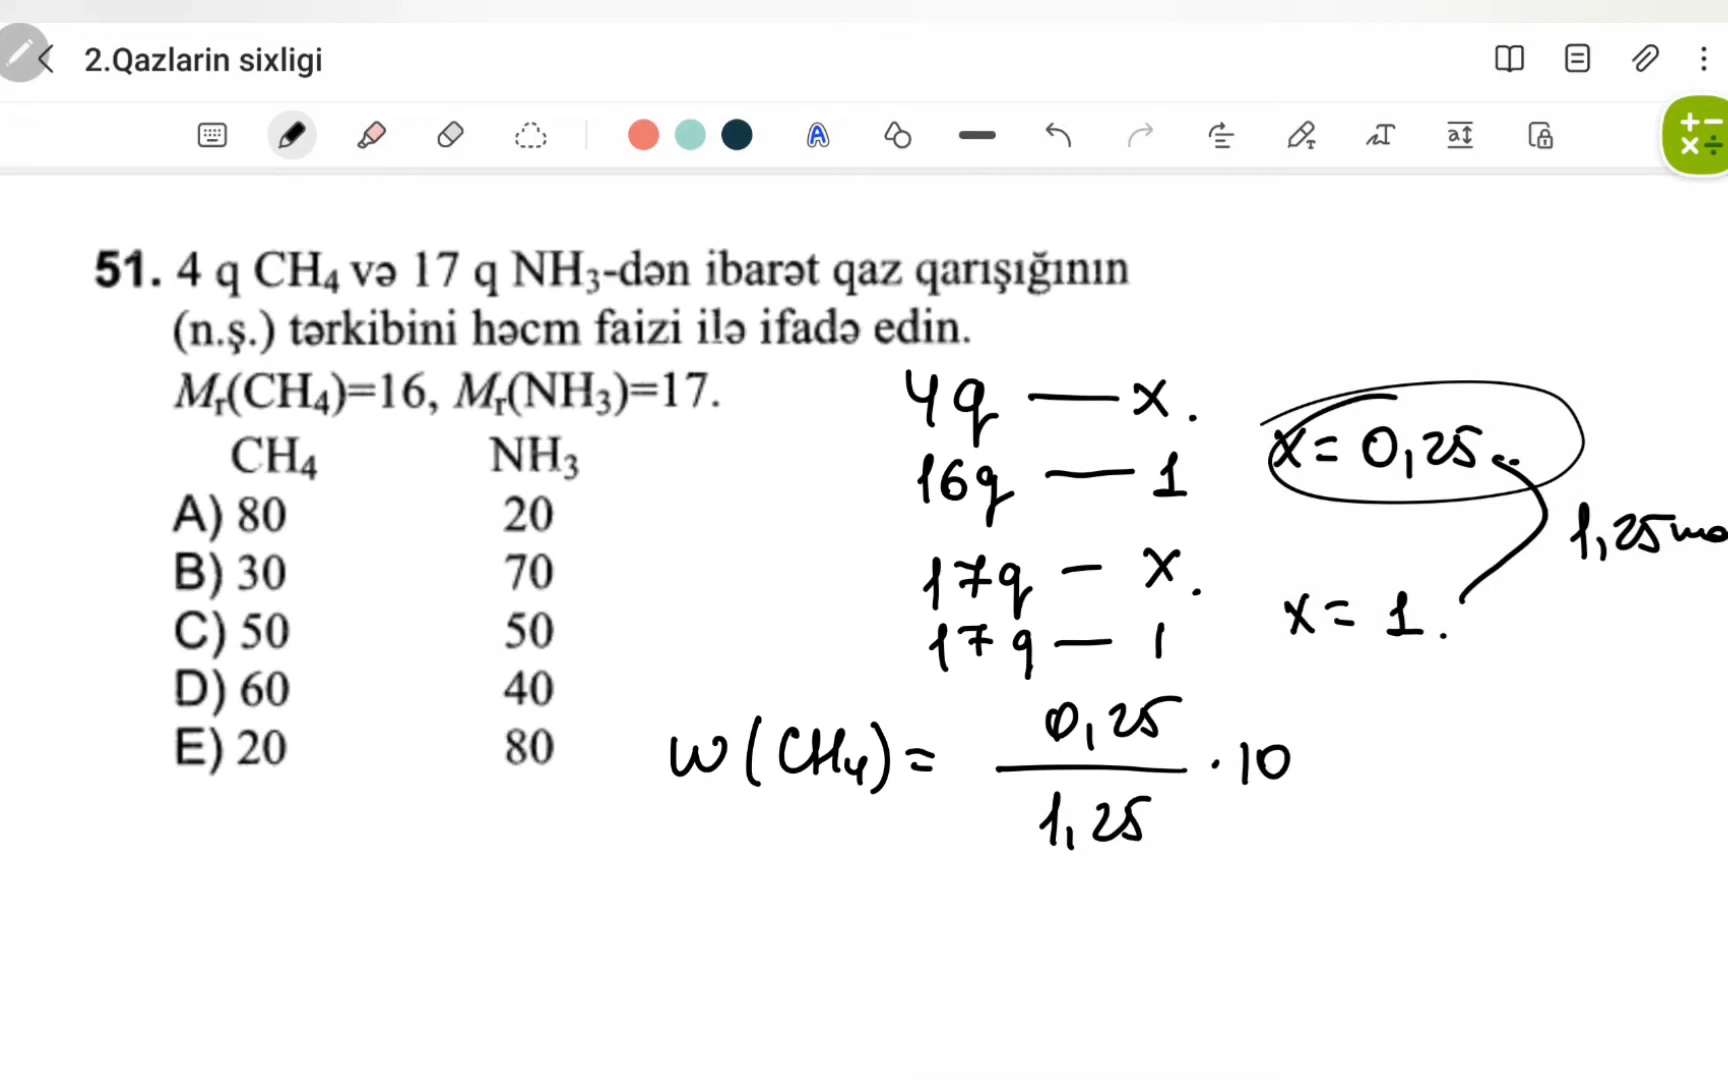 2.Qazlarin sixligi
51. 4 q CH₄ və 17 q NH₃-dən ibarət qaz qarışığının
(n.ş.) tərkibini həcm faizi ilə ifadə edin.
Mᵣ(CH₄)=16, Mᵣ(NH₃)=17.
CH₄ NH₃
A) 80 20
B) 30 70
C) 50 50
D) 60 40
E) 20 80
4q — x.
16q — 1
x = 0,25
17q — x.
17q — 1
x = 1.
1,25mo
W(CH₄) = 0,25 / 1,25 · 10